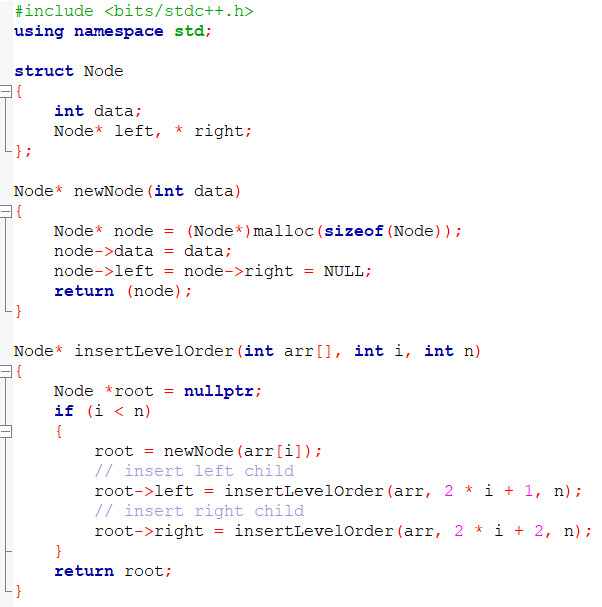 #include <bits/stdc++.h>
using namespace std;

struct Node
{
    int data;
    Node* left, * right;
};

Node* newNode(int data)
{
    Node* node = (Node*)malloc(sizeof(Node));
    node->data = data;
    node->left = node->right = NULL;
    return (node);
}

Node* insertLevelOrder(int arr[], int i, int n)
{
    Node *root = nullptr;
    if (i < n)
    {
        root = newNode(arr[i]);
        // insert left child
        root->left = insertLevelOrder(arr, 2 * i + 1, n);
        // insert right child
        root->right = insertLevelOrder(arr, 2 * i + 2, n);
    }
    return root;
}